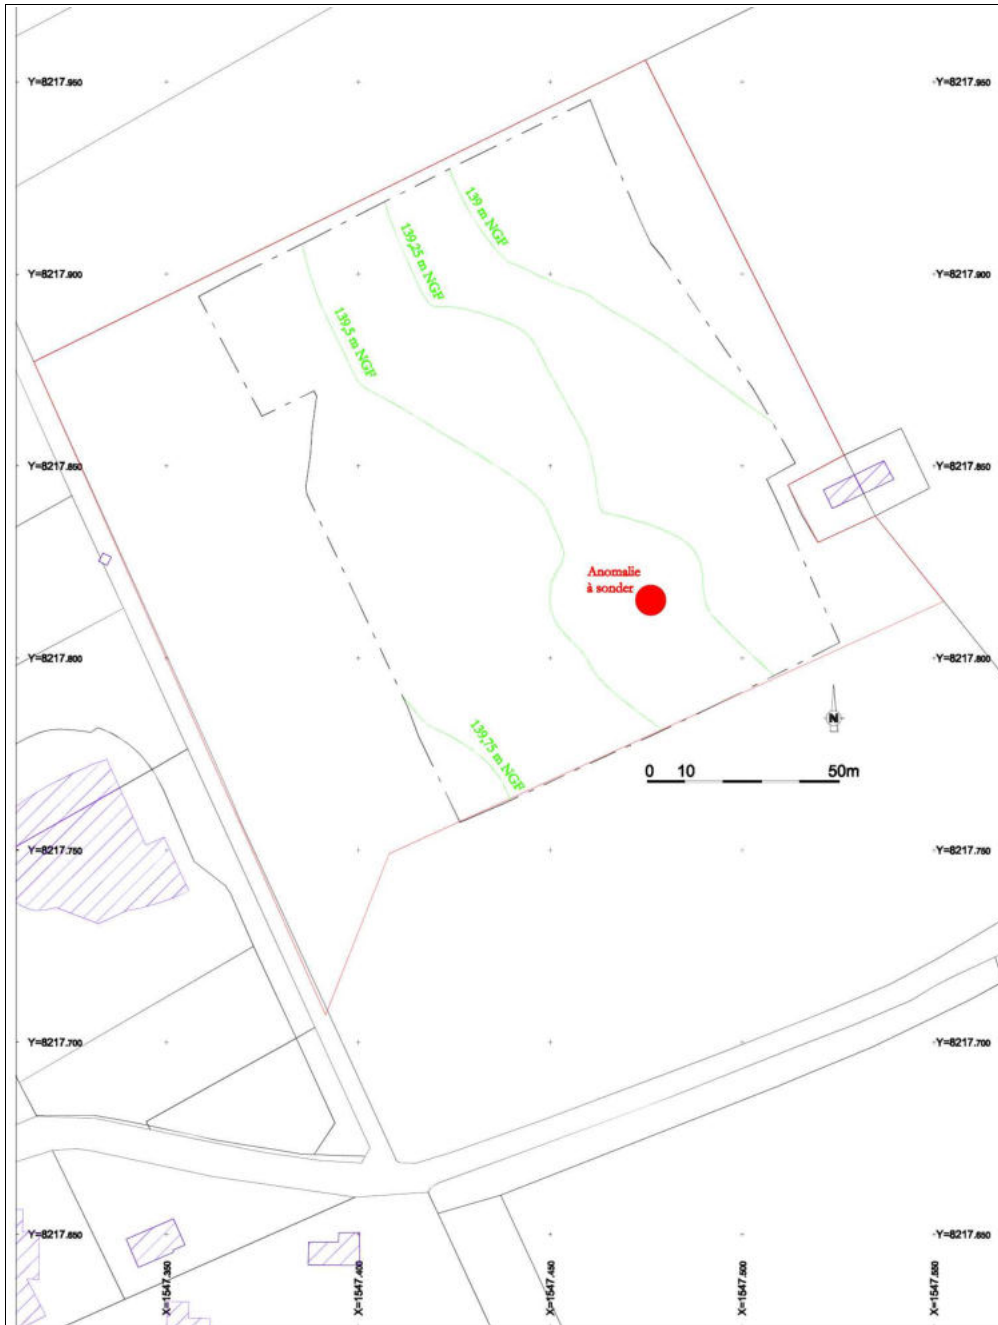 Y=8217.950
Y=8217.950
139 m NGF
139,25 m NGF
Y=8217.900
Y=8217.900
139,5 m NGF
Y=8217.850
Y=8217.850
Anomalie
à sonder
Y=8217.800
Y=8217.800
N
139,75 m NGF
0 10 50m
Y=8217.750
Y=8217.750
Y=8217.700
Y=8217.700
Y=8217.650
Y=8217.650
X=1547.350
X=1547.400
X=1547.450
X=1547.500
X=1547.550